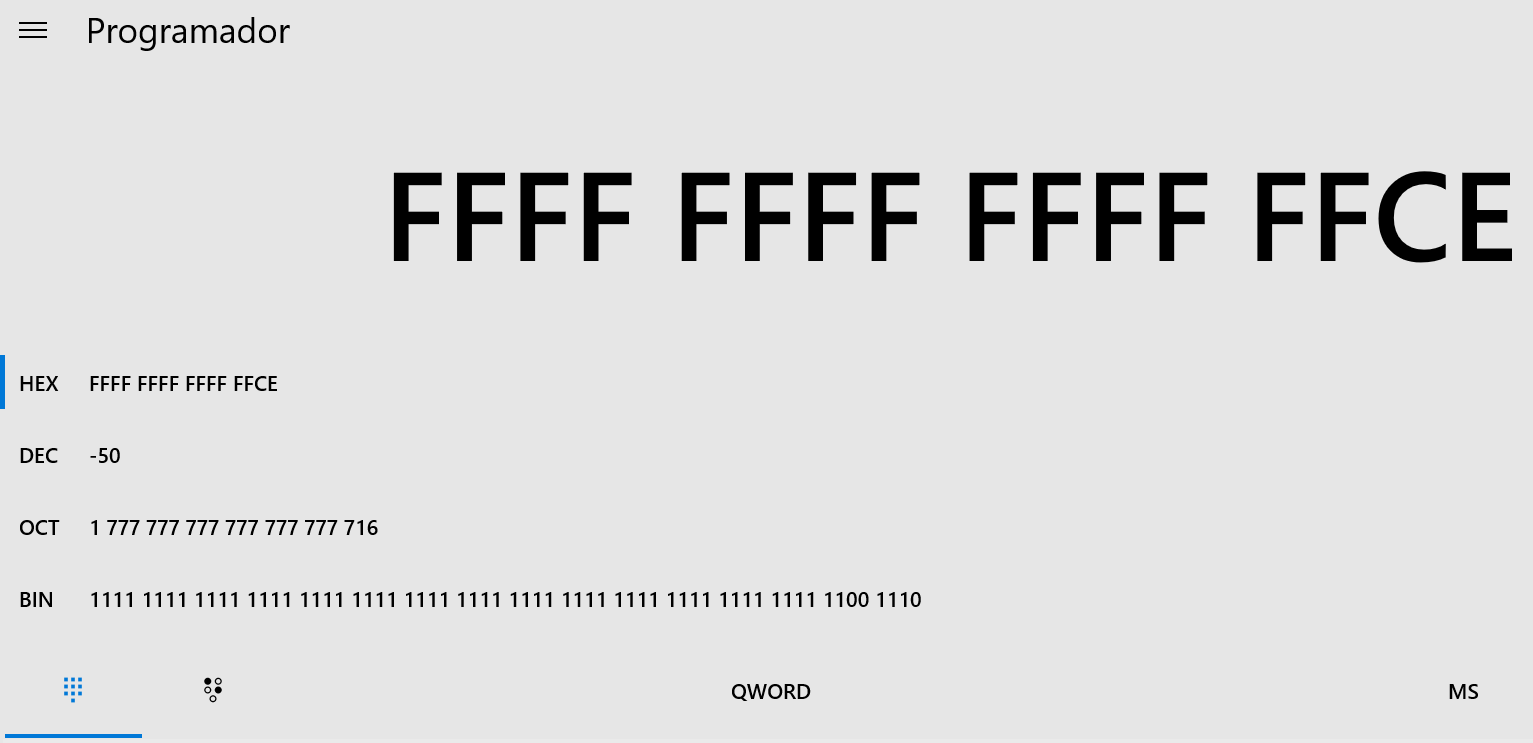 Programador
FFFF FFFF FFFF FFCE
HEX FFFF FFFF FFFF FFCE
DEC -50
OCT 1 777 777 777 777 777 777 716
BIN 1111 1111 1111 1111 1111 1111 1111 1111 1111 1111 1111 1111 1111 1111 1100 1110
QWORD MS